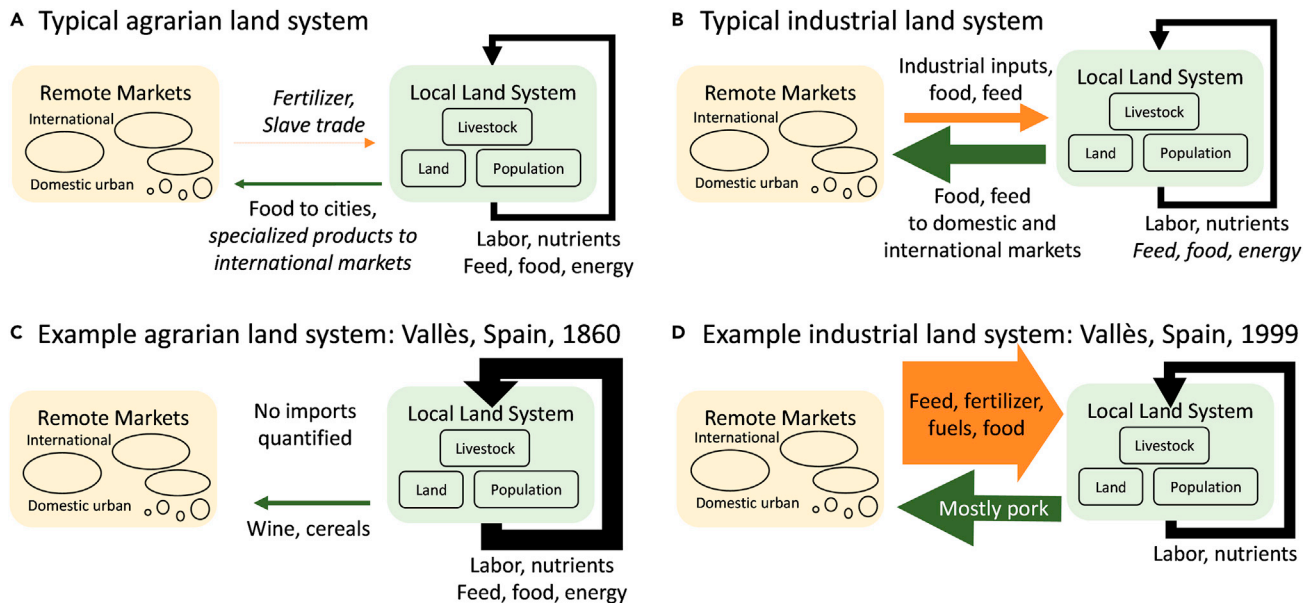 A Typical agrarian land system
Remote Markets
International
Domestic urban
Fertilizer,
Slave trade
Food to cities,
specialized products to
international markets
Local Land System
Livestock
Land
Population
Labor, nutrients
Feed, food, energy
B Typical industrial land system
Remote Markets
International
Domestic urban
Industrial inputs,
food, feed
Food, feed
to domestic and
international markets
Local Land System
Livestock
Land
Population
Labor, nutrients
Feed, food, energy
C Example agrarian land system: Vallès, Spain, 1860
Remote Markets
International
Domestic urban
No imports
quantified
Wine, cereals
Local Land System
Livestock
Land
Population
Labor, nutrients
Feed, food, energy
D Example industrial land system: Vallès, Spain, 1999
Remote Markets
International
Domestic urban
Feed, fertilizer,
fuels, food
Mostly pork
Local Land System
Livestock
Land
Population
Labor, nutrients